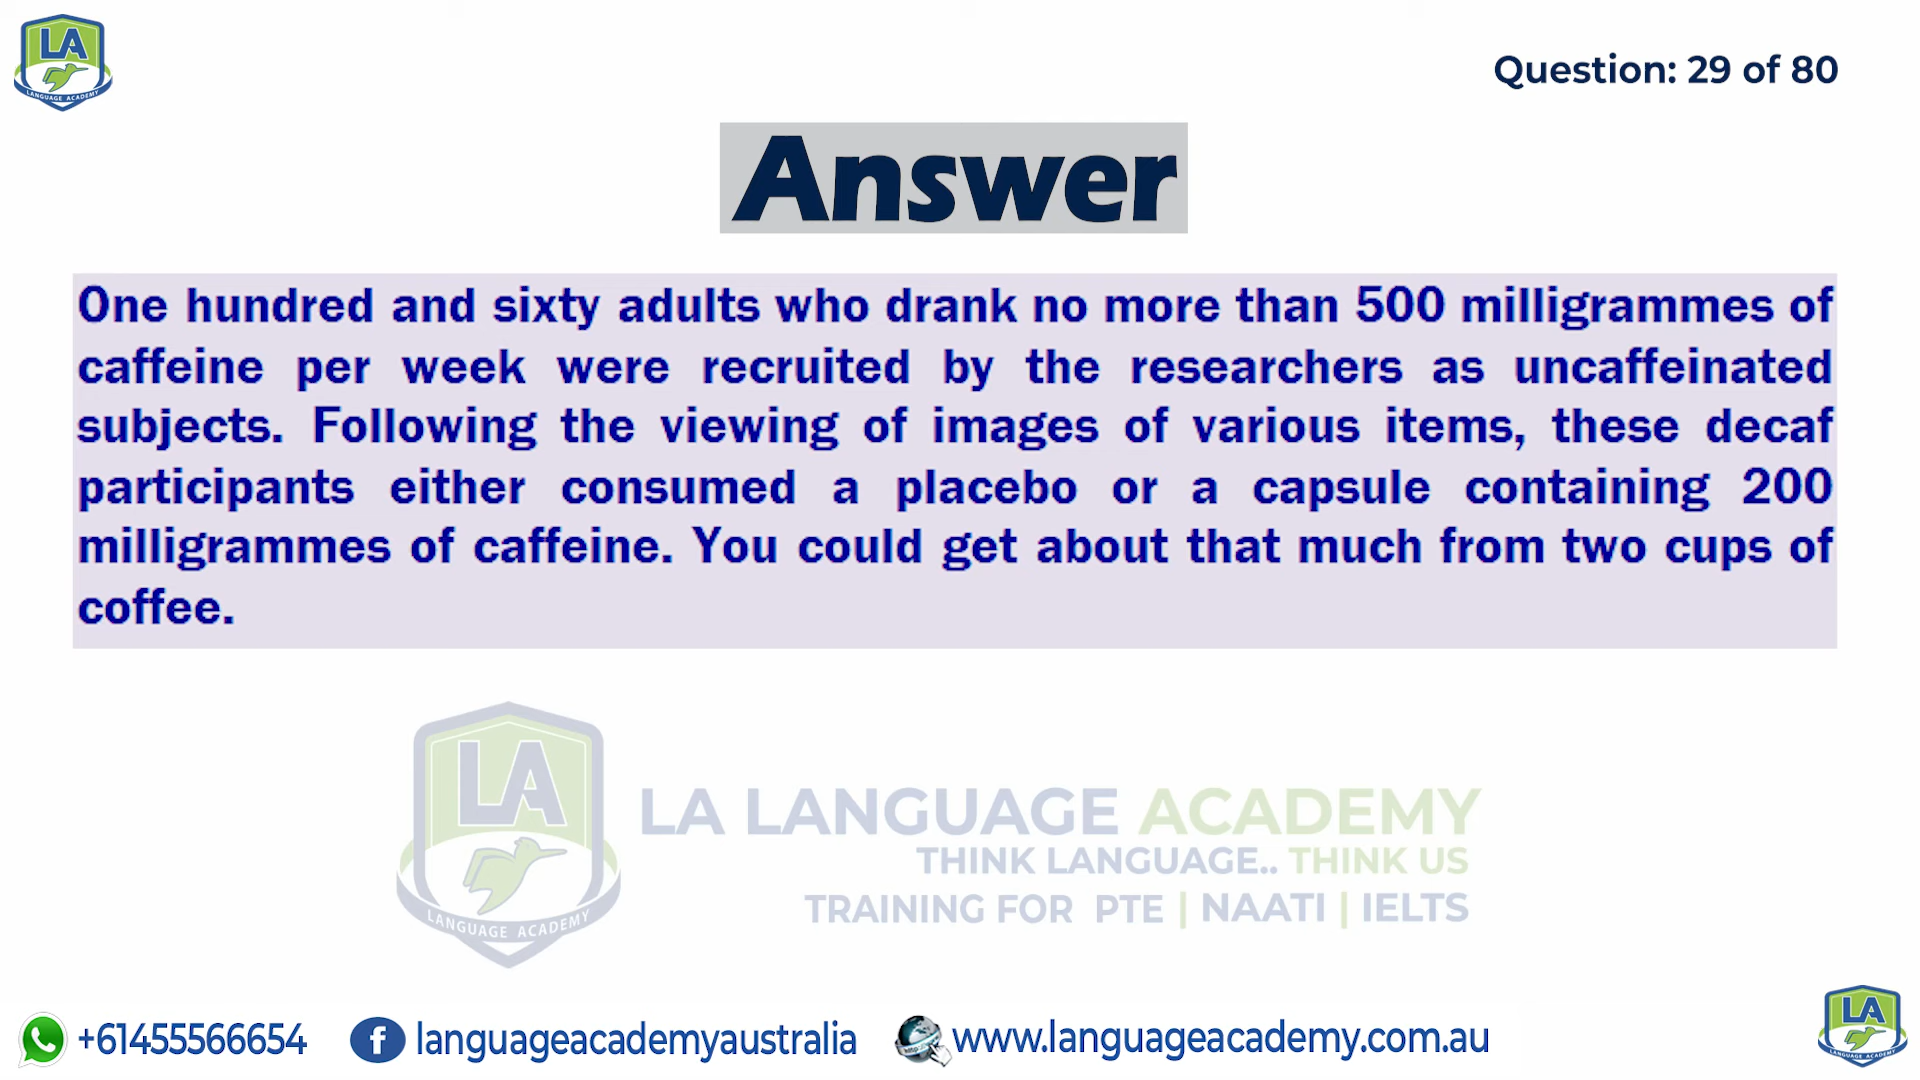 LA
LANGUAGE ACADEMY
Question: 29 of 80
Answer
One hundred and sixty adults who drank no more than 500 milligrammes of
caffeine per week were recruited by the researchers as uncaffeinated
subjects. Following the viewing of images of various items, these decaf
participants either consumed a placebo or a capsule containing 200
milligrammes of caffeine. You could get about that much from two cups of
coffee.
LA
LANGUAGE ACADEMY
LA LANGUAGE ACADEMY
THINK LANGUAGE.. THINK US
TRAINING FOR PTE | NAATI | IELTS
+61455566654
f languageacademyaustralia
http://
www.languageacademy.com.au
LA
LANGUAGE ACADEMY